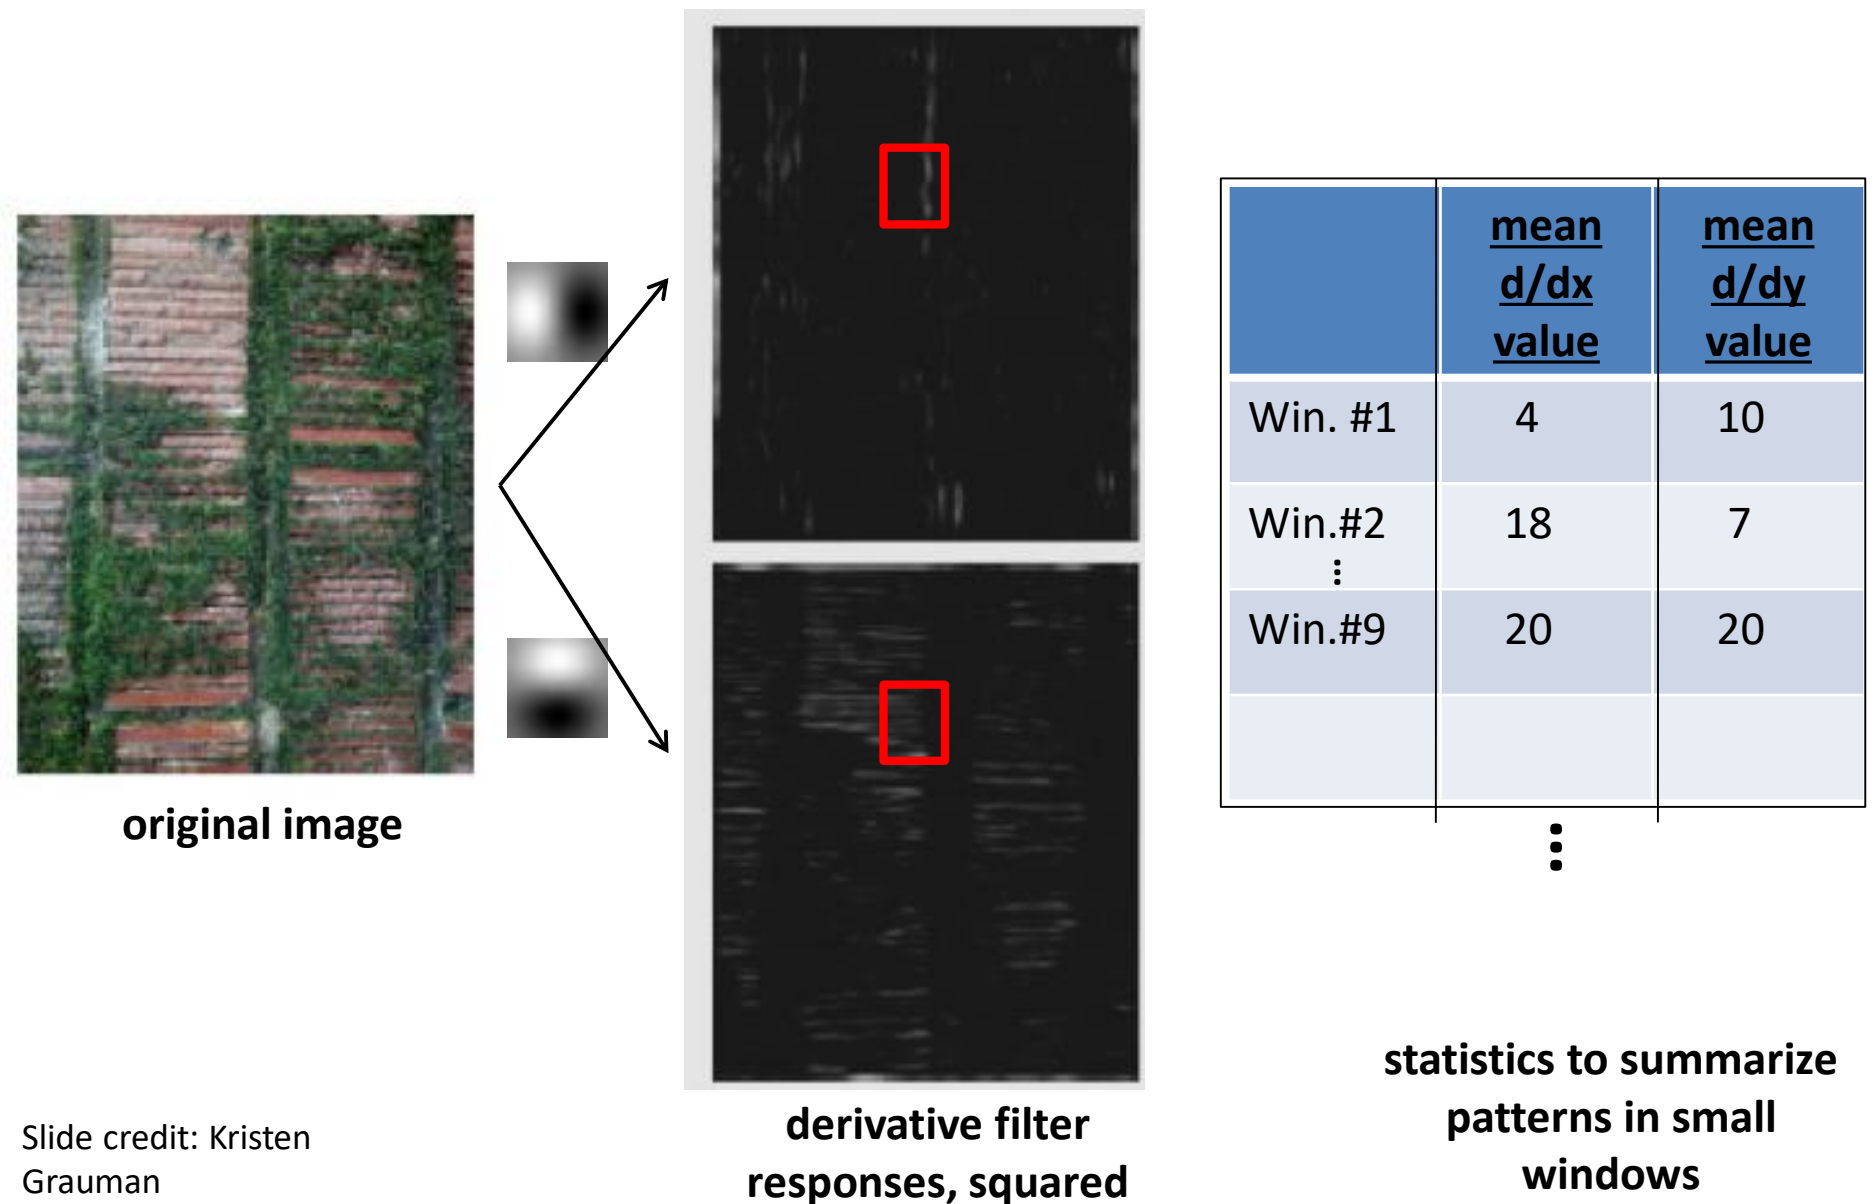 original image
Slide credit: Kristen
Grauman
derivative filter
responses, squared
mean
d/dx
value
mean
d/dy
value
Win. #1 4 10
Win.#2 18 7
⋮
Win.#9 20 20
⋮
statistics to summarize
patterns in small
windows